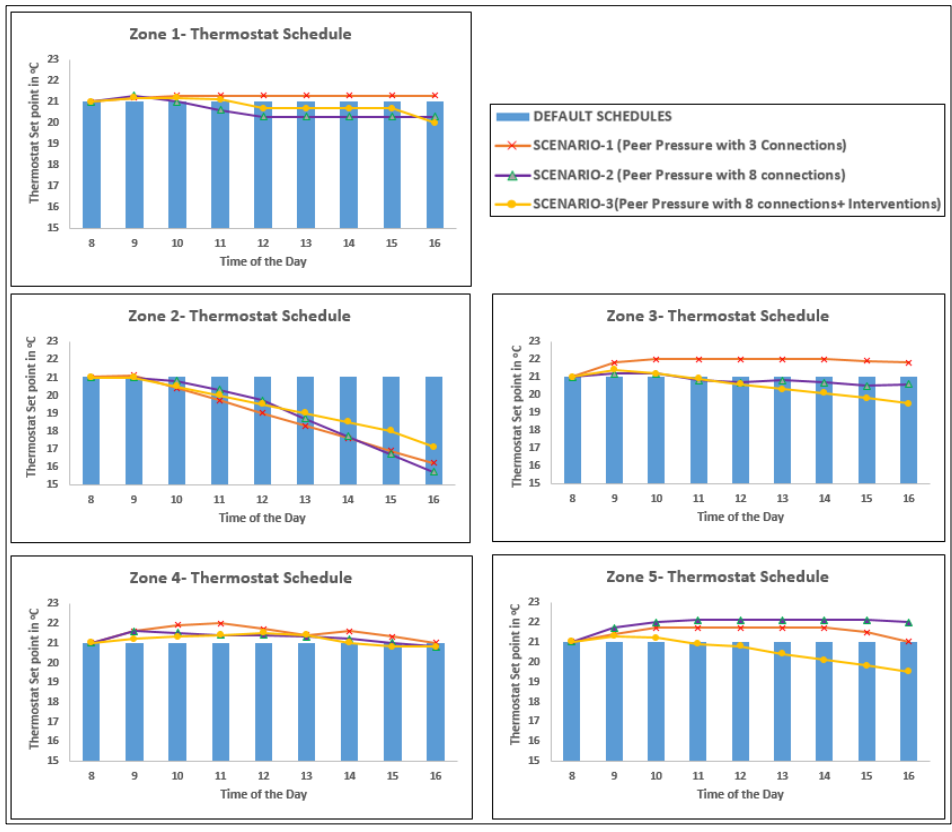 Zone 1- Thermostat Schedule
Thermostat Set point in ºC
23
22
21
20
19
18
17
16
15
8 9 10 11 12 13 14 15 16
Time of the Day
DEFAULT SCHEDULES
SCENARIO-1 (Peer Pressure with 3 Connections)
SCENARIO-2 (Peer Pressure with 8 connections)
SCENARIO-3(Peer Pressure with 8 connections+ Interventions)
Zone 2- Thermostat Schedule
Thermostat Set point in ºC
23
22
21
20
19
18
17
16
15
8 9 10 11 12 13 14 15 16
Time of the Day
Zone 3- Thermostat Schedule
Thermostat Set point in ºC
23
22
21
20
19
18
17
16
15
8 9 10 11 12 13 14 15 16
Time of the Day
Zone 4- Thermostat Schedule
Thermostat Set point in ºC
23
22
21
20
19
18
17
16
15
8 9 10 11 12 13 14 15 16
Time of the Day
Zone 5- Thermostat Schedule
Thermostat Set point in ºC
23
22
21
20
19
18
17
16
15
8 9 10 11 12 13 14 15 16
Time of the Day